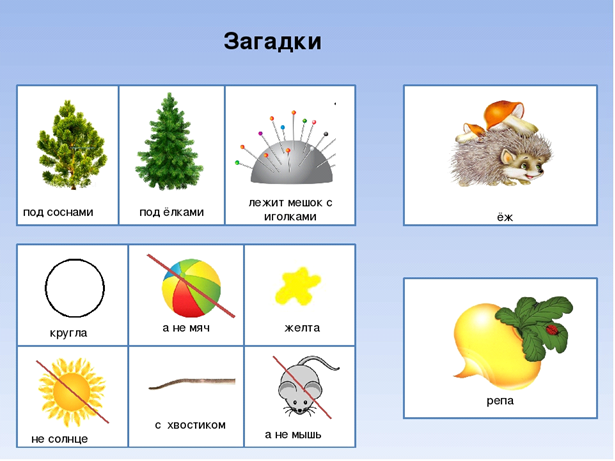 Загадки
под соснами
под ёлками
лежит мешок с
иголками
ёж
кругла
а не мяч
желта
не солнце
с хвостиком
а не мышь
репа